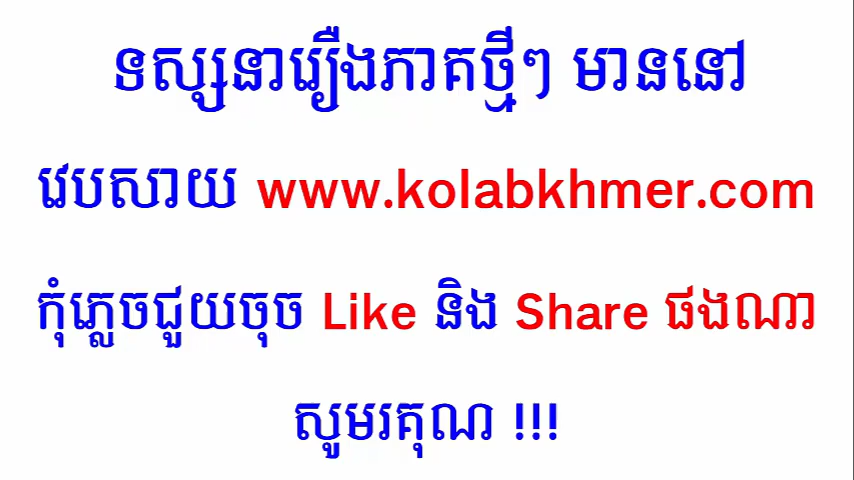 ទស្សនារឿងភាគថ្មីៗ មាននៅ
វេបសាយ www.kolabkhmer.com
កុំភ្លេចជួយចុច Like និង Share ផងណា
សូមរគុណ !!!